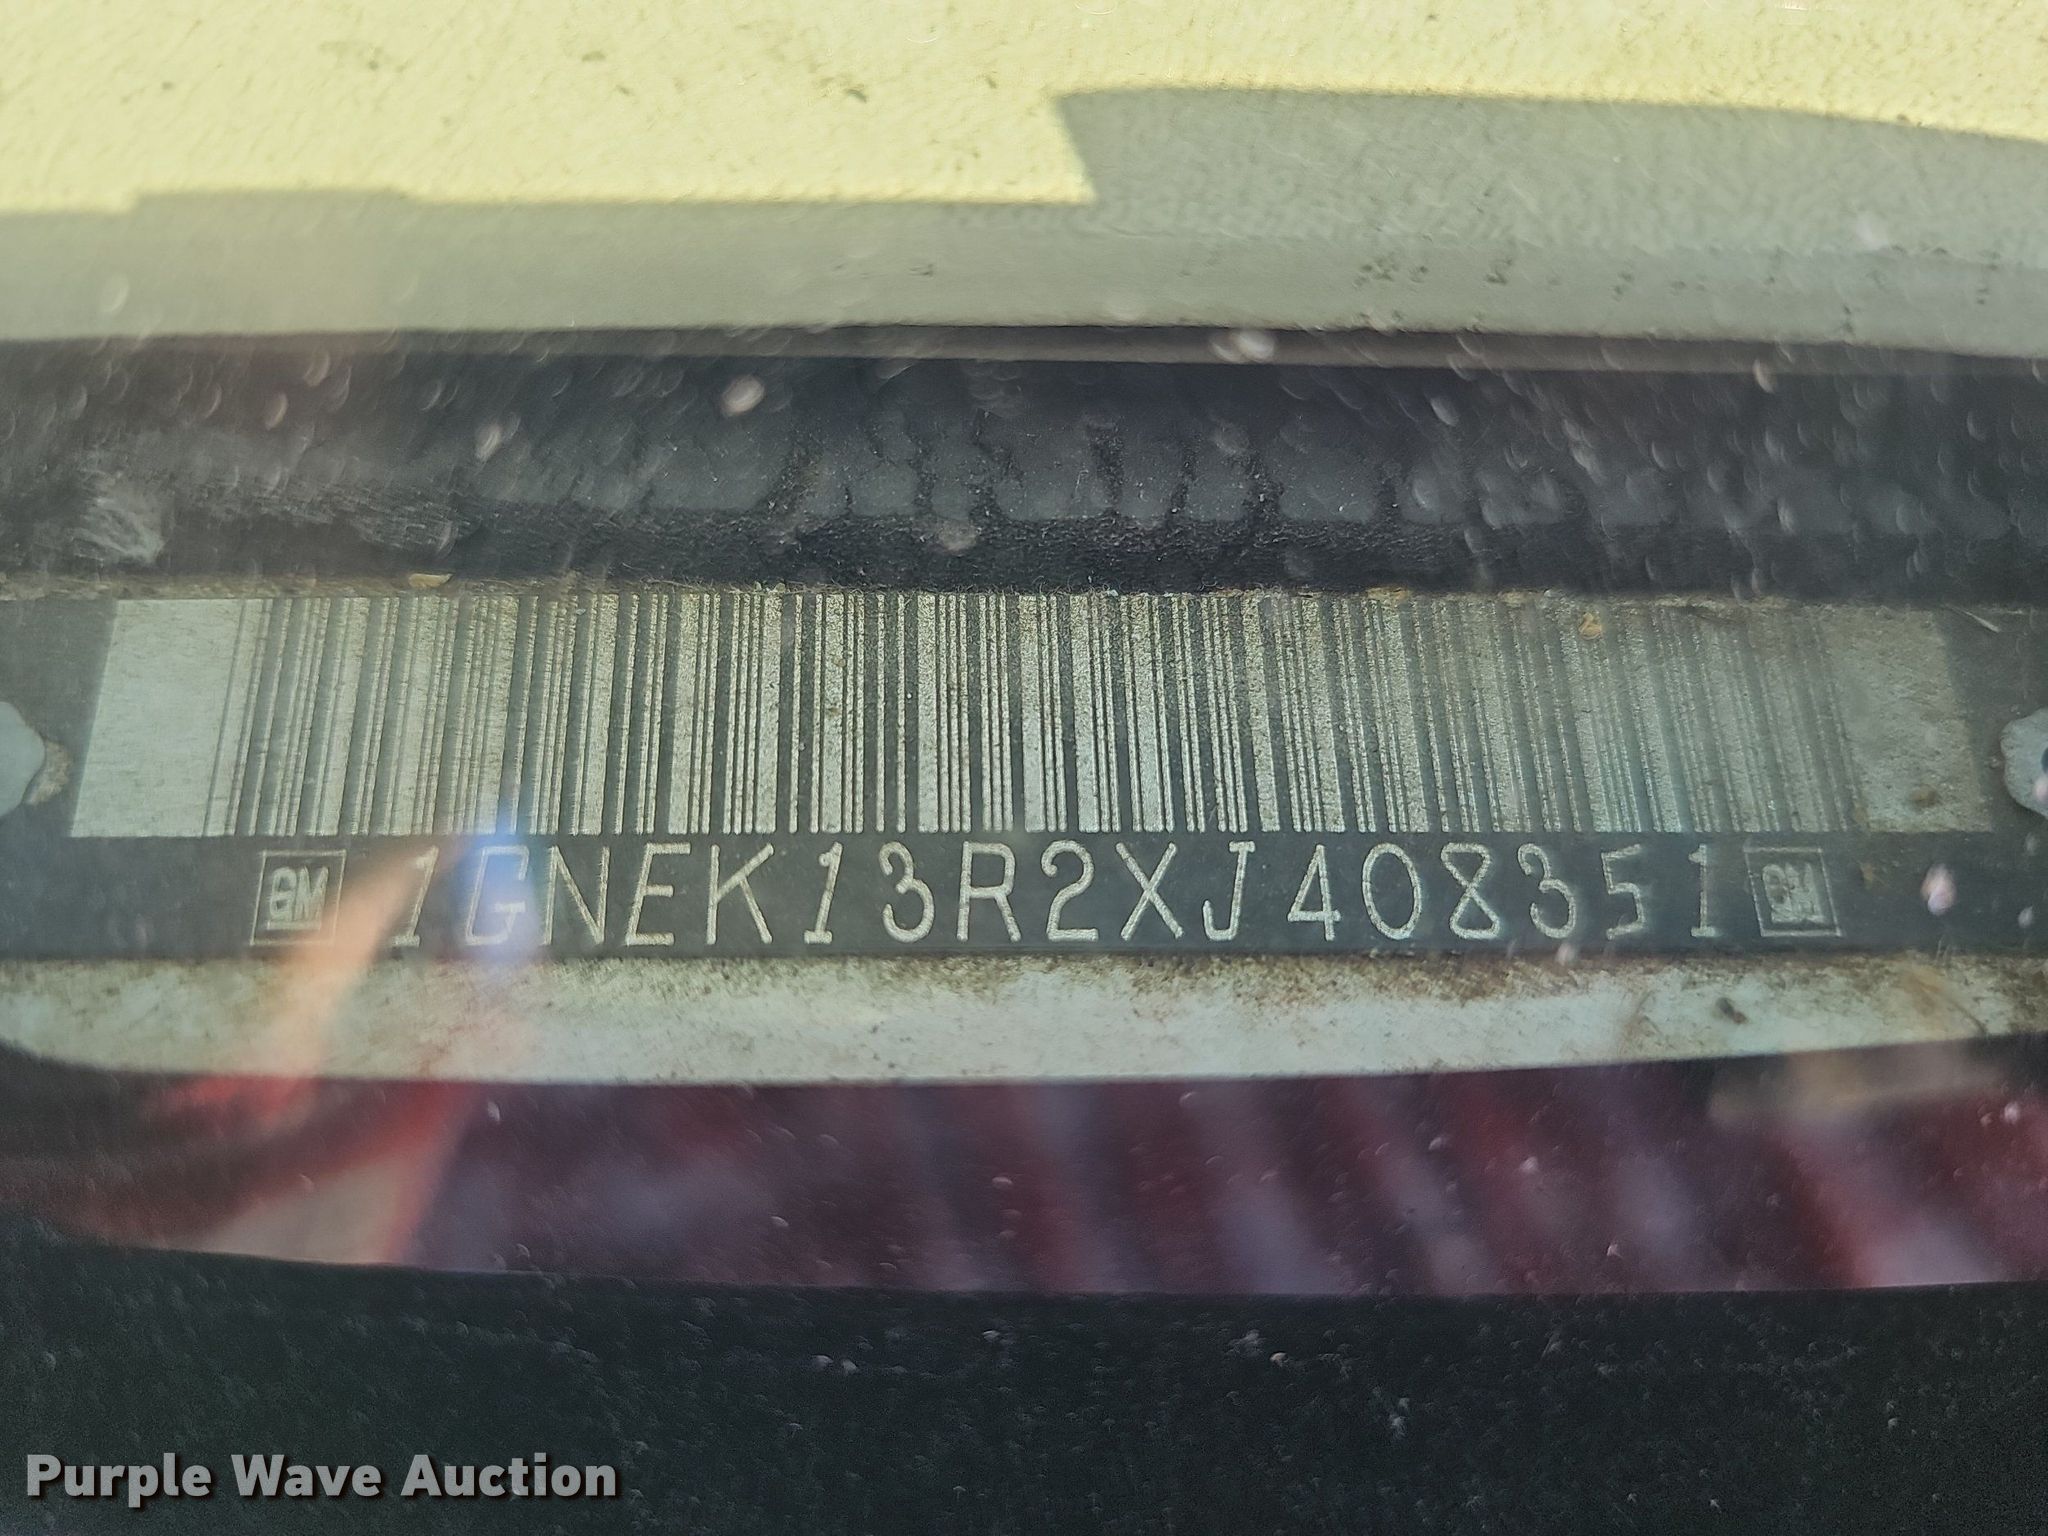 GM 1GNEK13R2XJ408351 GM
Purple Wave Auction